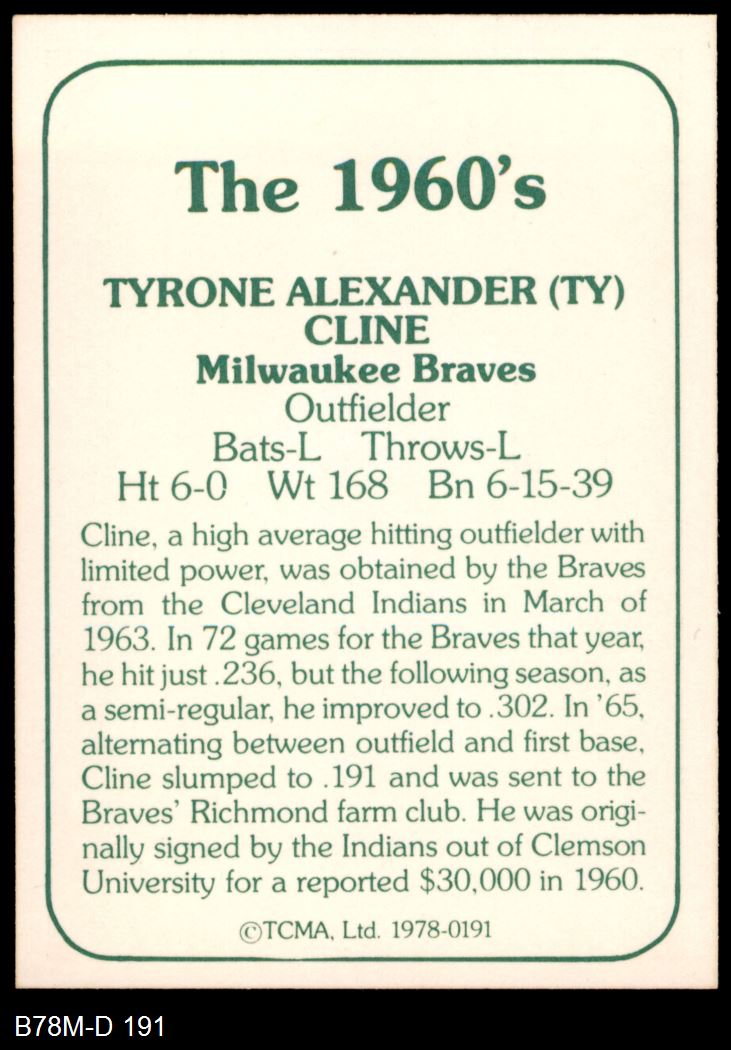 The 1960's
TYRONE ALEXANDER (TY)
CLINE
Milwaukee Braves
Outfielder
Bats-L Throws-L
Ht 6-0 Wt 168 Bn 6-15-39
Cline, a high average hitting outfielder with
limited power, was obtained by the Braves
from the Cleveland Indians in March of
1963. In 72 games for the Braves that year,
he hit just .236, but the following season, as
a semi-regular, he improved to .302. In '65,
alternating between outfield and first base,
Cline slumped to .191 and was sent to the
Braves' Richmond farm club. He was origi-
nally signed by the Indians out of Clemson
University for a reported $30,000 in 1960.
©TCMA, Ltd. 1978-0191
B78M-D 191